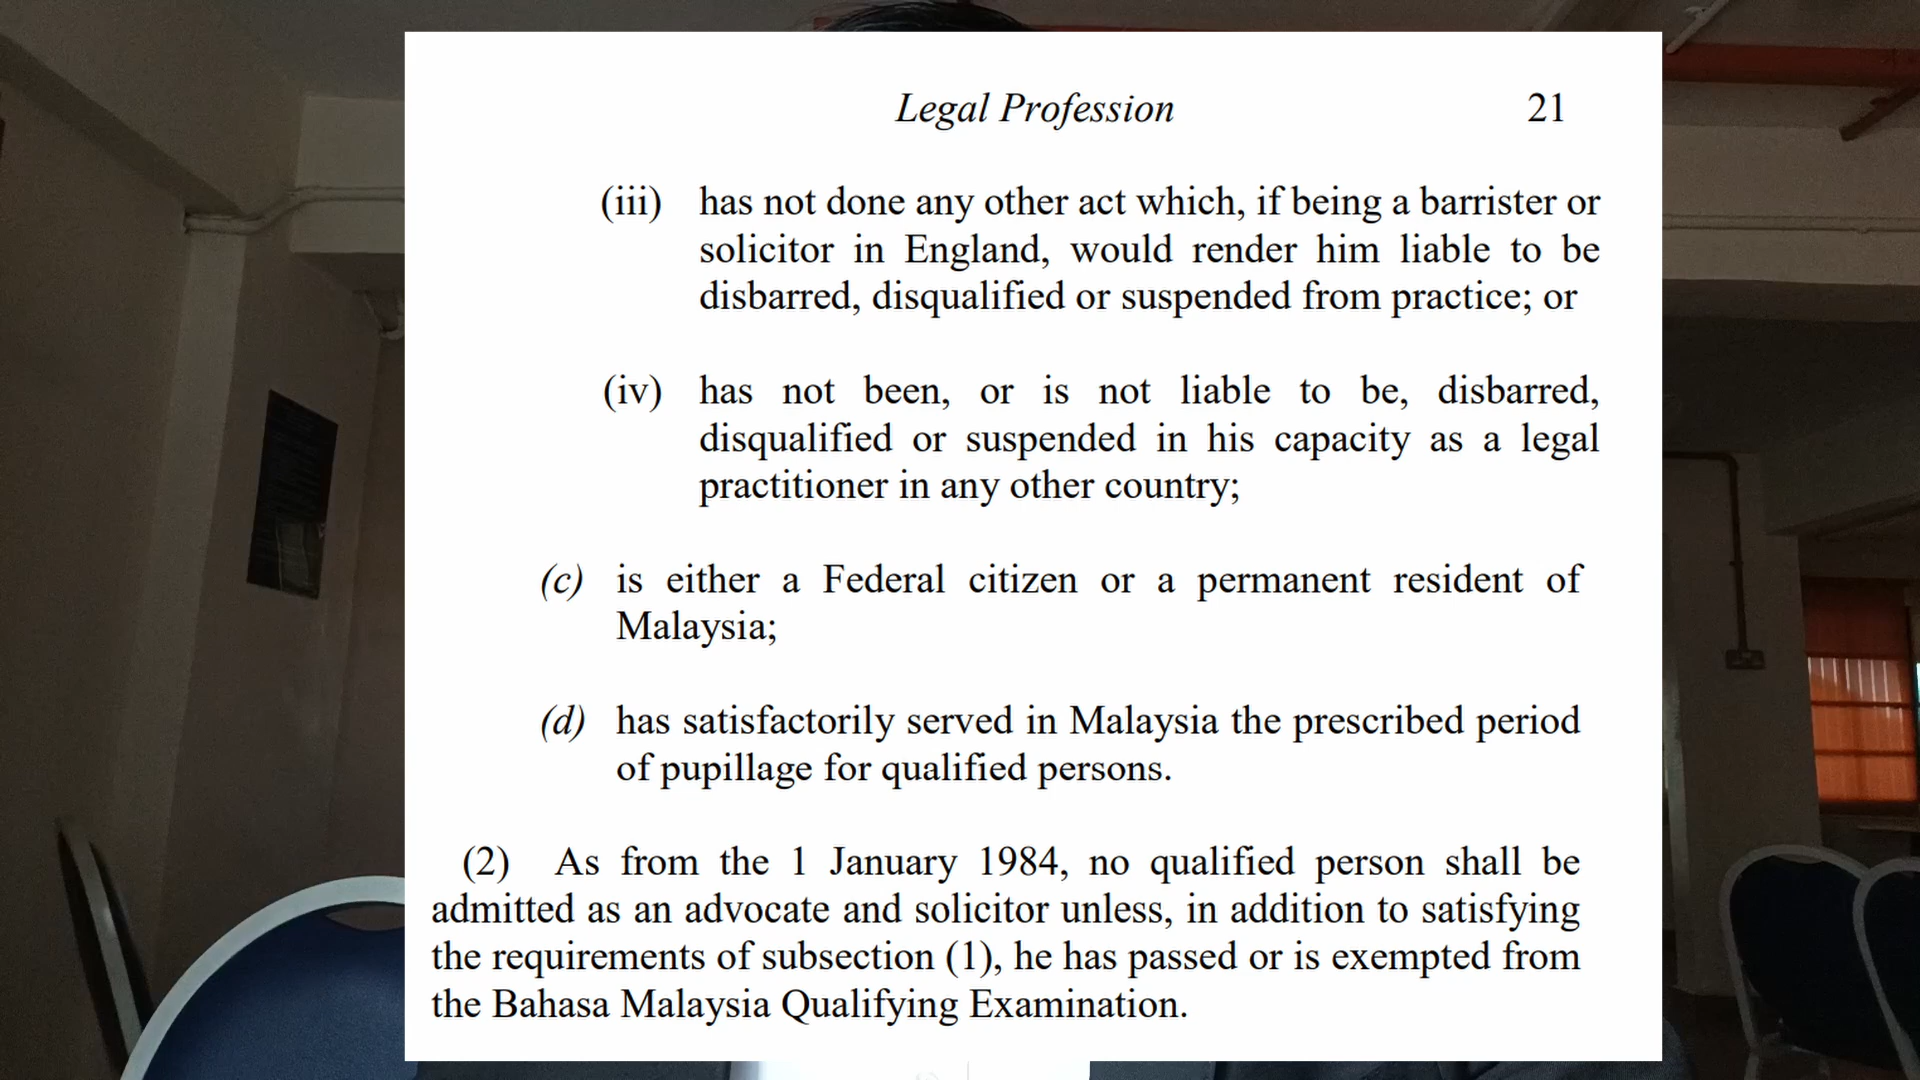 Legal Profession 21
(iii) has not done any other act which, if being a barrister or
solicitor in England, would render him liable to be
disbarred, disqualified or suspended from practice; or
(iv) has not been, or is not liable to be, disbarred,
disqualified or suspended in his capacity as a legal
practitioner in any other country;
(c) is either a Federal citizen or a permanent resident of
Malaysia;
(d) has satisfactorily served in Malaysia the prescribed period
of pupillage for qualified persons.
(2) As from the 1 January 1984, no qualified person shall be
admitted as an advocate and solicitor unless, in addition to satisfying
the requirements of subsection (1), he has passed or is exempted from
the Bahasa Malaysia Qualifying Examination.